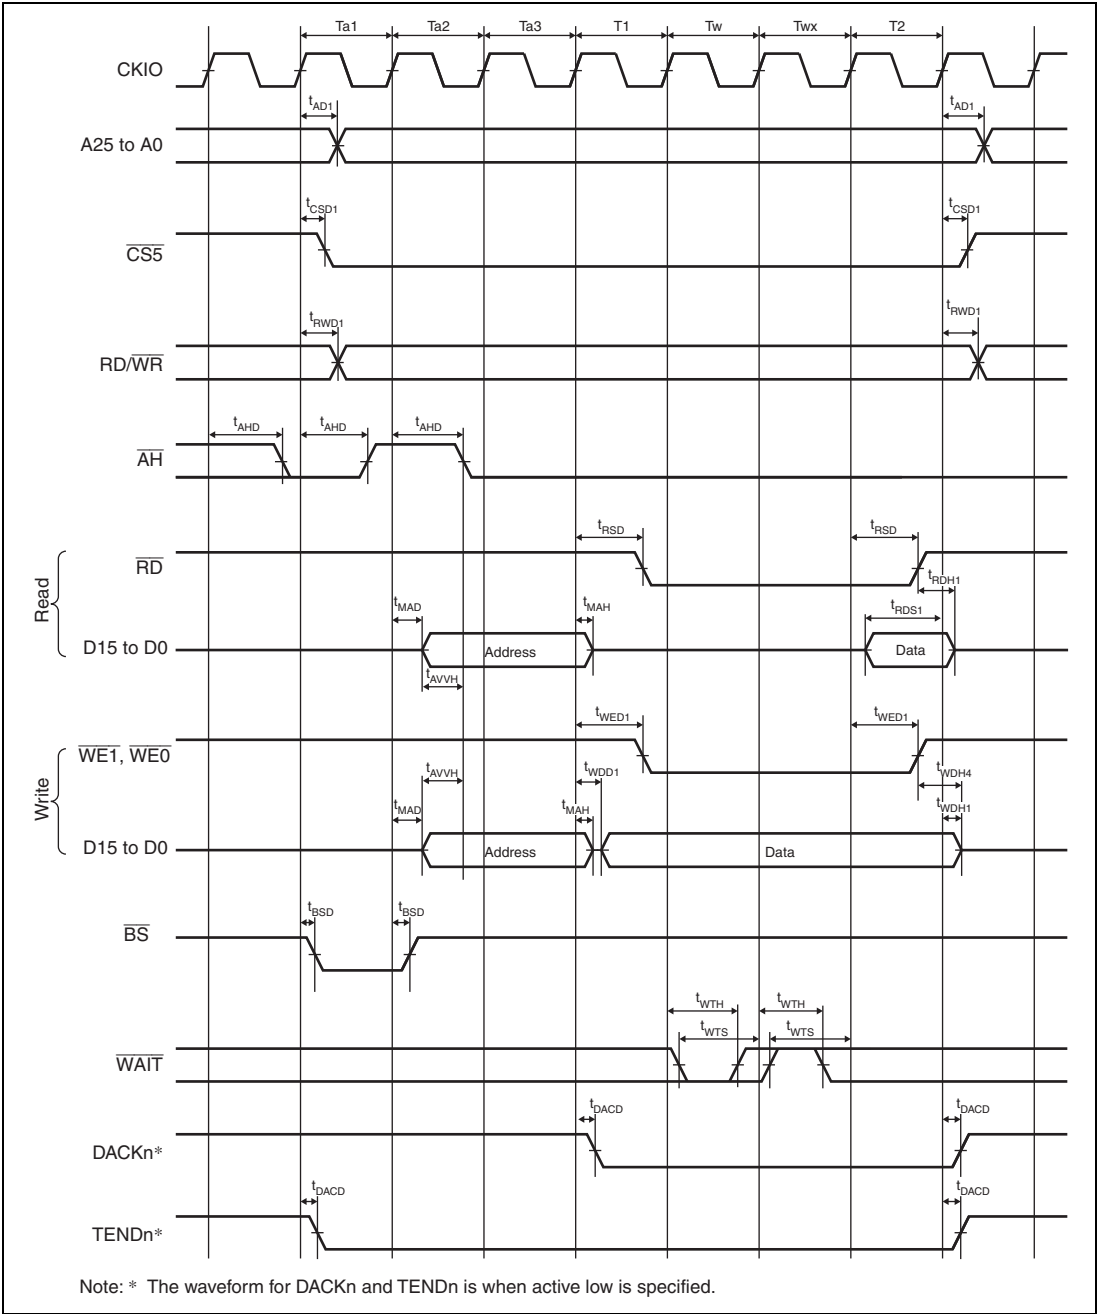 Ta1 Ta2 Ta3 T1 Tw Twx T2
CKIO
tAD1 tAD1
A25 to A0
tCSD1 tCSD1
CS5
tRWD1 tRWD1
RD/WR
tAHD tAHD tAHD
AH
tRSD tRSD
RD
tRDH1
Read
tMAD tMAH tRDS1
D15 to D0 Address Data
tAVVH
tWED1 tWED1
WE1, WE0
tAVVH tWDD1 tWDH4
Write
tMAD tMAH tWDH1
D15 to D0 Address Data
tBSD tBSD
BS
tWTH tWTH
tWTS tWTS
WAIT
tDACD tDACD
DACKn*
tDACD tDACD
TENDn*
Note: * The waveform for DACKn and TENDn is when active low is specified.